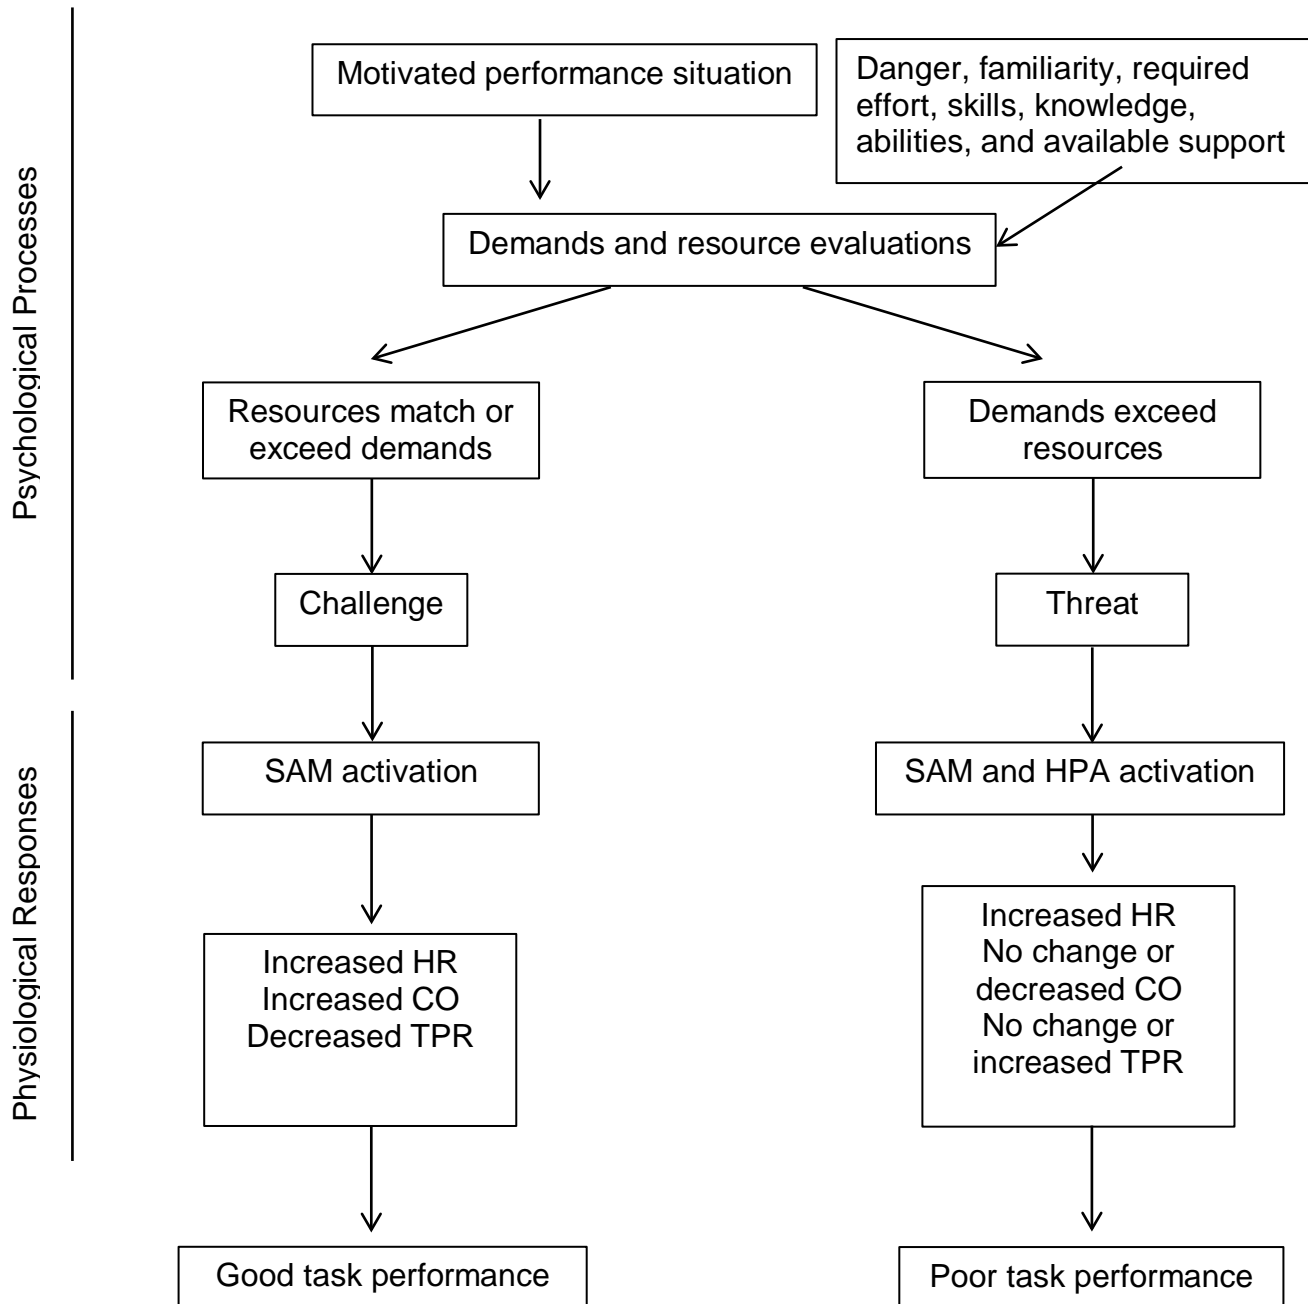 Motivated performance situation
Danger, familiarity, required
effort, skills, knowledge,
abilities, and available support
Demands and resource evaluations
Psychological Processes
Resources match or
exceed demands
Demands exceed
resources
Challenge
Threat
Physiological Responses
SAM activation
SAM and HPA activation
Increased HR
Increased CO
Decreased TPR
Increased HR
No change or
decreased CO
No change or
increased TPR
Good task performance
Poor task performance